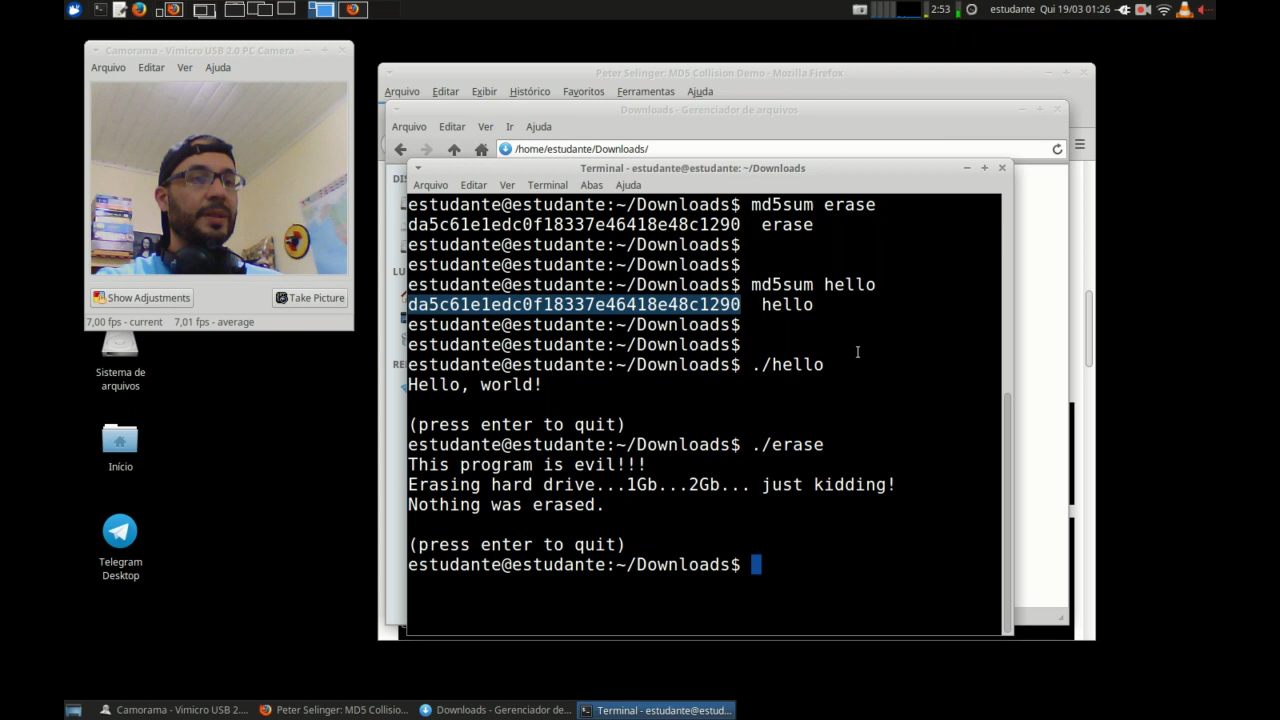 2:53
estudante
Qui 19/03 01:26
Camorama - Vimicro USB 2.0 PC Camera
Arquivo Editar Ver Ajuda
Show Adjustments
Take Picture
7,00 fps - current 7,01 fps - average
Sistema de
arquivos
Início
Telegram
Desktop
Peter Selinger: MD5 Collision Demo - Mozilla Firefox
Arquivo Editar Exibir Histórico Favoritos Ferramentas Ajuda
Downloads - Gerenciador de arquivos
Arquivo Editar Ver Ir Ajuda
/home/estudante/Downloads/
Terminal - estudante@estudante: ~/Downloads
Arquivo Editar Ver Terminal Abas Ajuda
estudante@estudante:~/Downloads$ md5sum erase
da5c61e1edc0f18337e46418e48c1290  erase
estudante@estudante:~/Downloads$
estudante@estudante:~/Downloads$
estudante@estudante:~/Downloads$ md5sum hello
da5c61e1edc0f18337e46418e48c1290  hello
estudante@estudante:~/Downloads$
estudante@estudante:~/Downloads$
estudante@estudante:~/Downloads$ ./hello
Hello, world!
(press enter to quit)
estudante@estudante:~/Downloads$ ./erase
This program is evil!!!
Erasing hard drive...1Gb...2Gb... just kidding!
Nothing was erased.
(press enter to quit)
estudante@estudante:~/Downloads$
Camorama - Vimicro USB 2....
Peter Selinger: MD5 Collisio...
Downloads - Gerenciador de...
Terminal - estudante@estud...